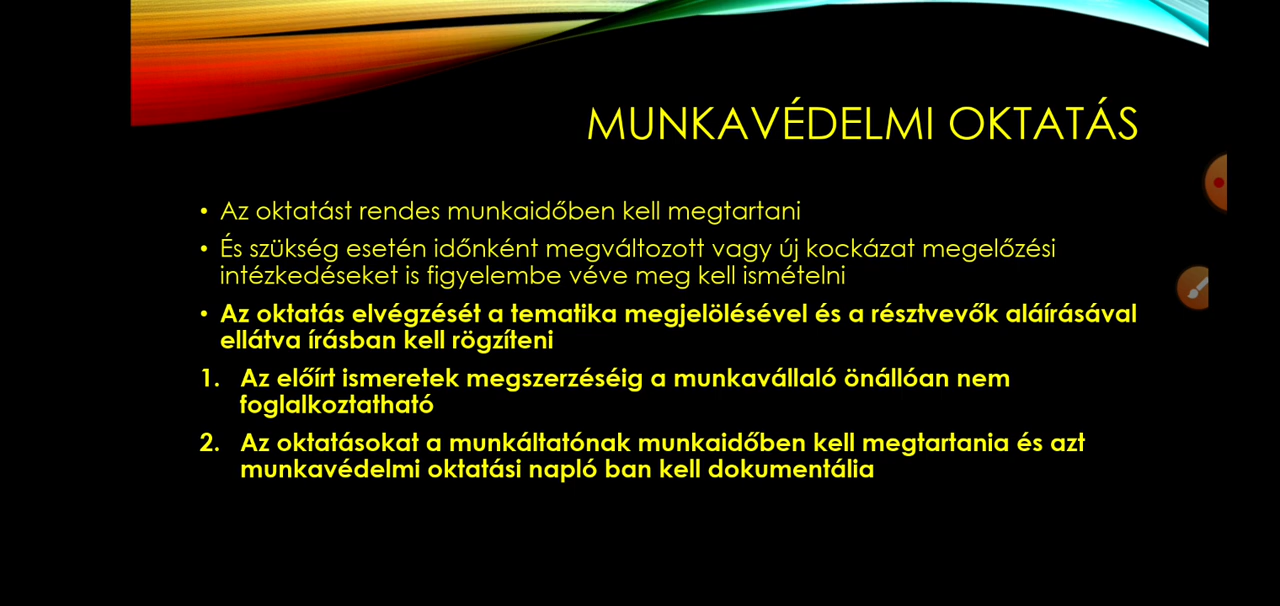 MUNKAVÉDELMI OKTATÁS
• Az oktatást rendes munkaidőben kell megtartani
• És szükség esetén időnként megváltozott vagy új kockázat megelőzési
intézkedéseket is figyelembe véve meg kell ismételni
• Az oktatás elvégzését a tematika megjelölésével és a résztvevők aláírásával
ellátva írásban kell rögzíteni
1. Az előírt ismeretek megszerzéséig a munkavállaló önállóan nem
foglalkoztatható
2. Az oktatásokat a munkáltatónak munkaidőben kell megtartania és azt
munkavédelmi oktatási napló ban kell dokumentália